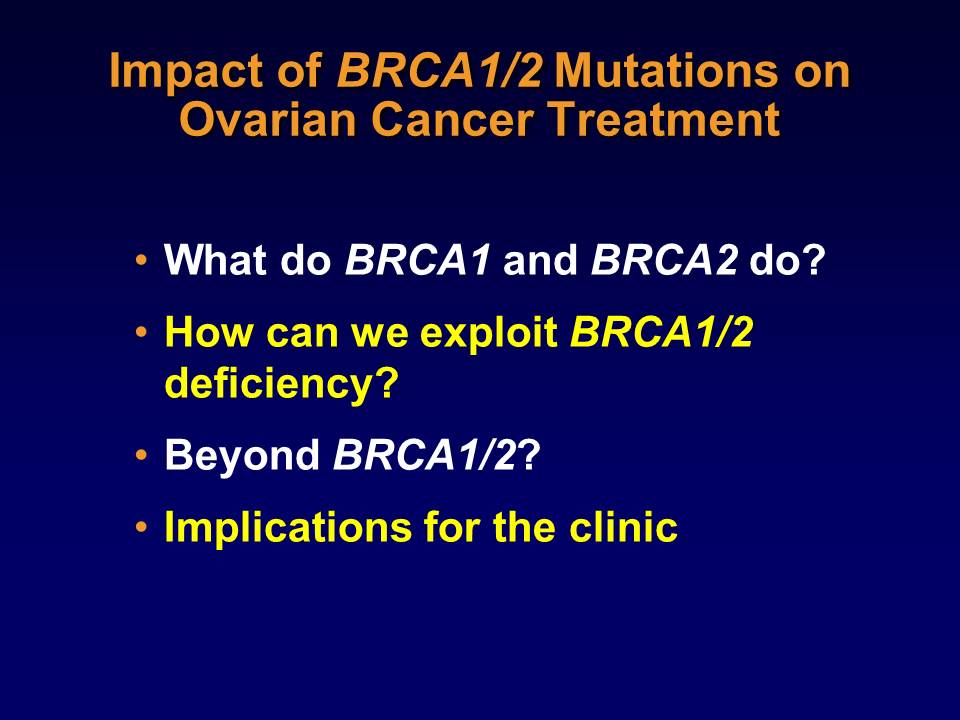 Impact of BRCA1/2 Mutations on
Ovarian Cancer Treatment
• What do BRCA1 and BRCA2 do?
• How can we exploit BRCA1/2
deficiency?
• Beyond BRCA1/2?
• Implications for the clinic